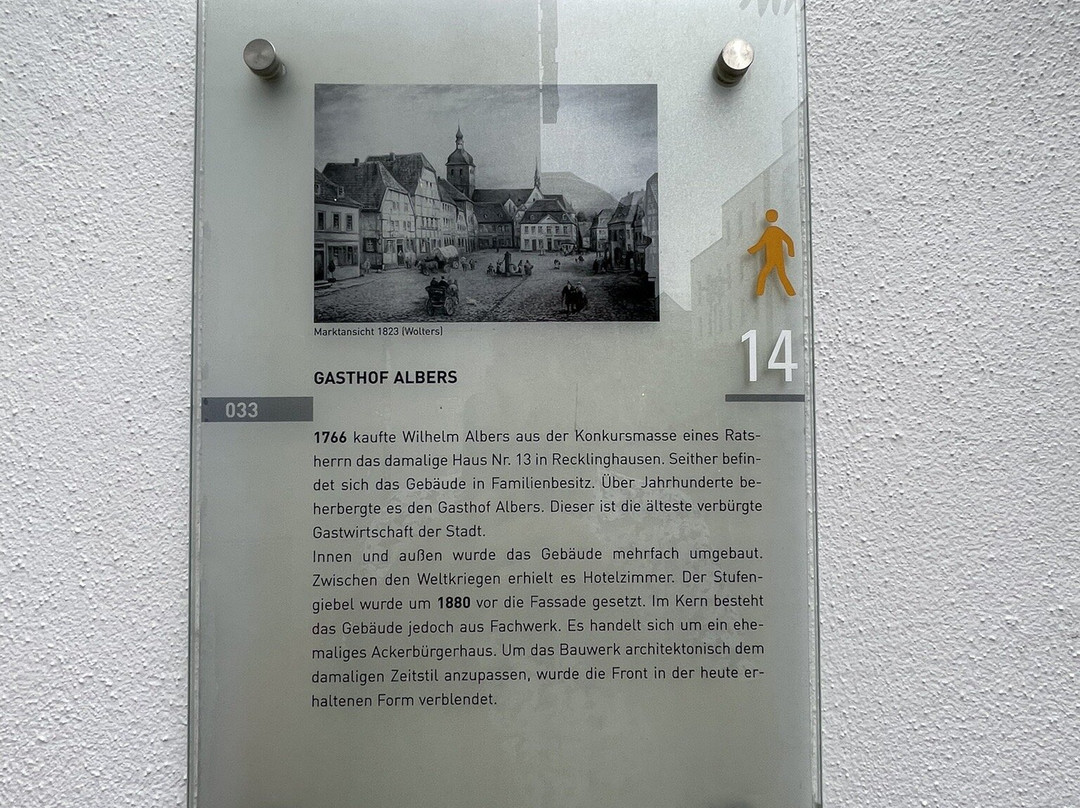 Marktansicht 1823 (Wolters)
14
GASTHOF ALBERS
033
1766 kaufte Wilhelm Albers aus der Konkursmasse eines Rats-
herrn das damalige Haus Nr. 13 in Recklinghausen. Seither befin-
det sich das Gebäude in Familienbesitz. Über Jahrhunderte be-
herbergte es den Gasthof Albers. Dieser ist die älteste verbürgte
Gastwirtschaft der Stadt.
Innen und außen wurde das Gebäude mehrfach umgebaut.
Zwischen den Weltkriegen erhielt es Hotelzimmer. Der Stufen-
giebel wurde um 1880 vor die Fassade gesetzt. Im Kern besteht
das Gebäude jedoch aus Fachwerk. Es handelt sich um ein ehe-
maliges Ackerbürgerhaus. Um das Bauwerk architektonisch dem
damaligen Zeitstil anzupassen, wurde die Front in der heute er-
haltenen Form verblendet.